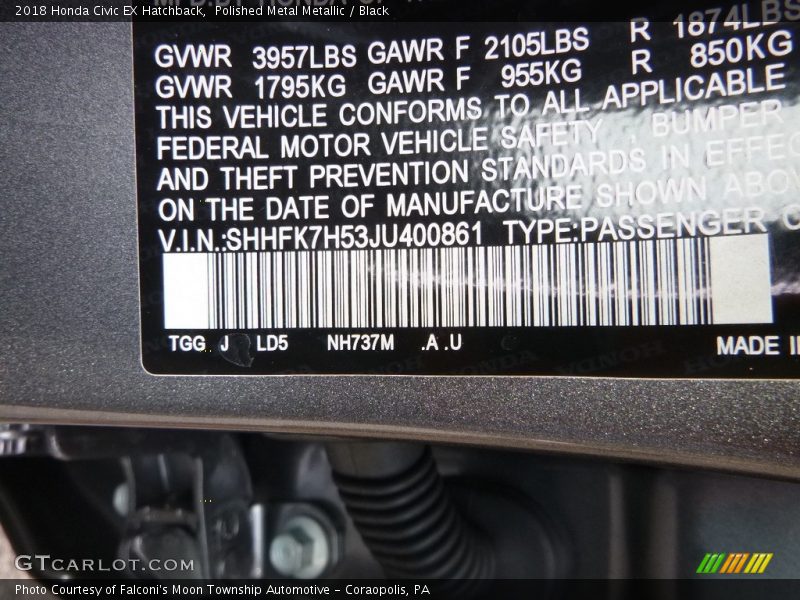 2018 Honda Civic EX Hatchback, Polished Metal Metallic / Black
GVWR 3957LBS GAWR F 2105LBS R 1874LBS
GVWR 1795KG GAWR F 955KG R 850KG
THIS VEHICLE CONFORMS TO ALL APPLICABLE
FEDERAL MOTOR VEHICLE SAFETY , BUMPER
AND THEFT PREVENTION STANDARDS IN EFFEC
ON THE DATE OF MANUFACTURE SHOWN ABOV
V.I.N.:SHHFK7H53JU400861 TYPE:PASSENGER C
TGG J LD5 NH737M .A .U
MADE I
GTCARLOT.COM
Photo Courtesy of Falconi's Moon Township Automotive - Coraopolis, PA